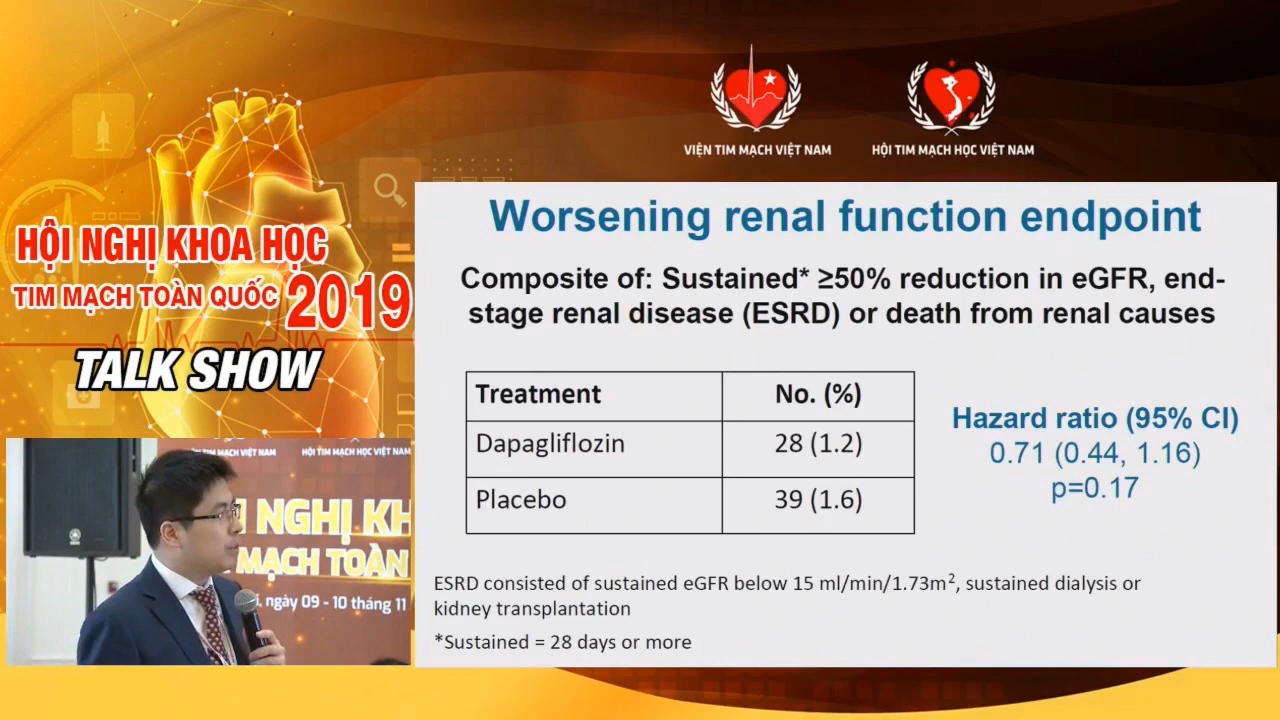 VIỆN TIM MẠCH VIỆT NAM
HỘI TIM MẠCH HỌC VIỆT NAM
HỘI NGHỊ KHOA HỌC
TIM MẠCH TOÀN QUỐC 2019
TALK SHOW
Worsening renal function endpoint
Composite of: Sustained* ≥50% reduction in eGFR, end-
stage renal disease (ESRD) or death from renal causes
Treatment No. (%)
Dapagliflozin 28 (1.2)
Placebo 39 (1.6)
Hazard ratio (95% CI)
0.71 (0.44, 1.16)
p=0.17
ESRD consisted of sustained eGFR below 15 ml/min/1.73m², sustained dialysis or
kidney transplantation
*Sustained = 28 days or more
TIM MẠCH VIỆT NAM
HỘI TIM MẠCH HỌC VIỆT NAM
NGHỊ KH
MẠCH TOÀN
ngày 09 - 10 tháng 11